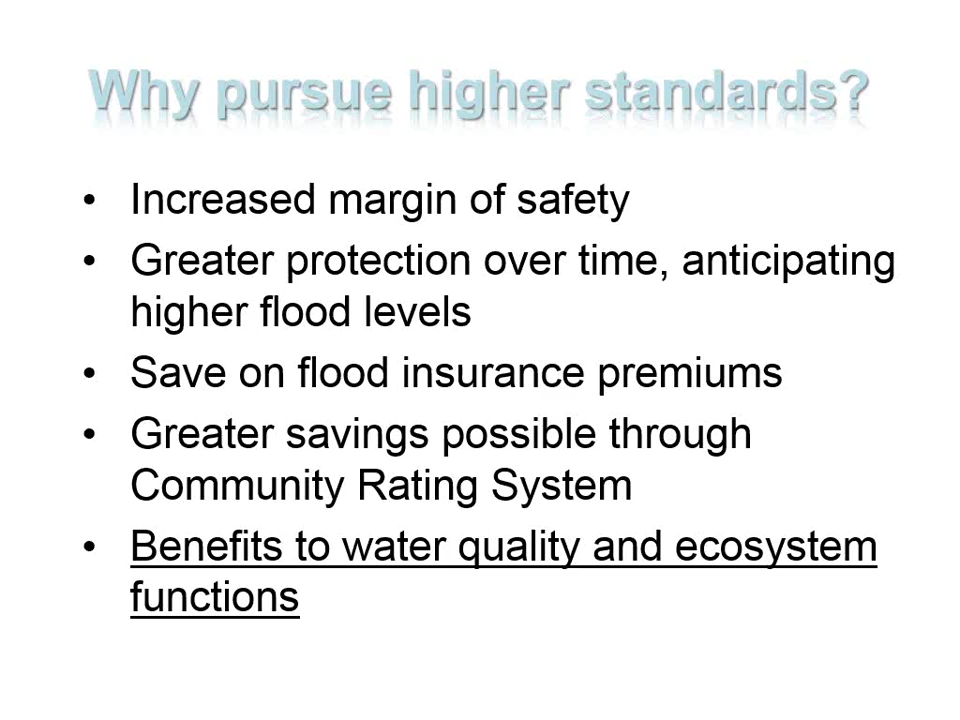 Why pursue higher standards?
• Increased margin of safety
• Greater protection over time, anticipating
higher flood levels
• Save on flood insurance premiums
• Greater savings possible through
Community Rating System
• Benefits to water quality and ecosystem
functions